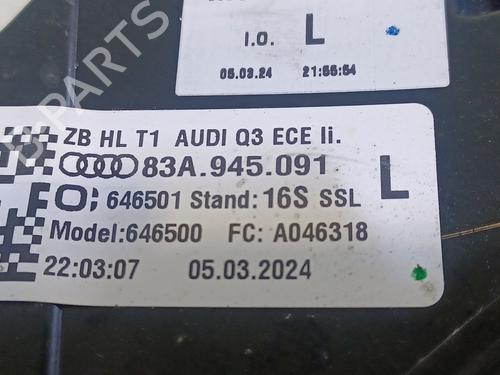 I.O. L
05.03.24 21:55:54
ZB HL T1 AUDI Q3 ECE li.
83A.945.091
L
646501 Stand: 16S SSL
Model:646500 FC: A046318
22:03:07 05.03.2024
B-PARTS